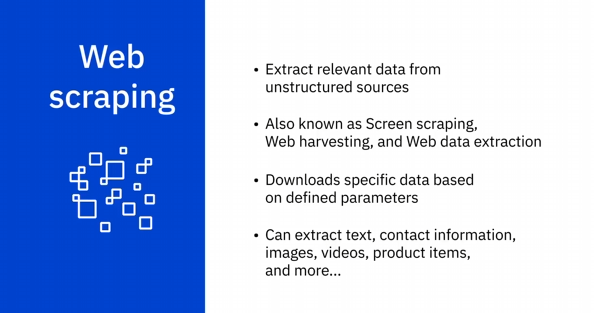 Web
scraping
• Extract relevant data from
unstructured sources
• Also known as Screen scraping,
Web harvesting, and Web data extraction
• Downloads specific data based
on defined parameters
• Can extract text, contact information,
images, videos, product items,
and more...